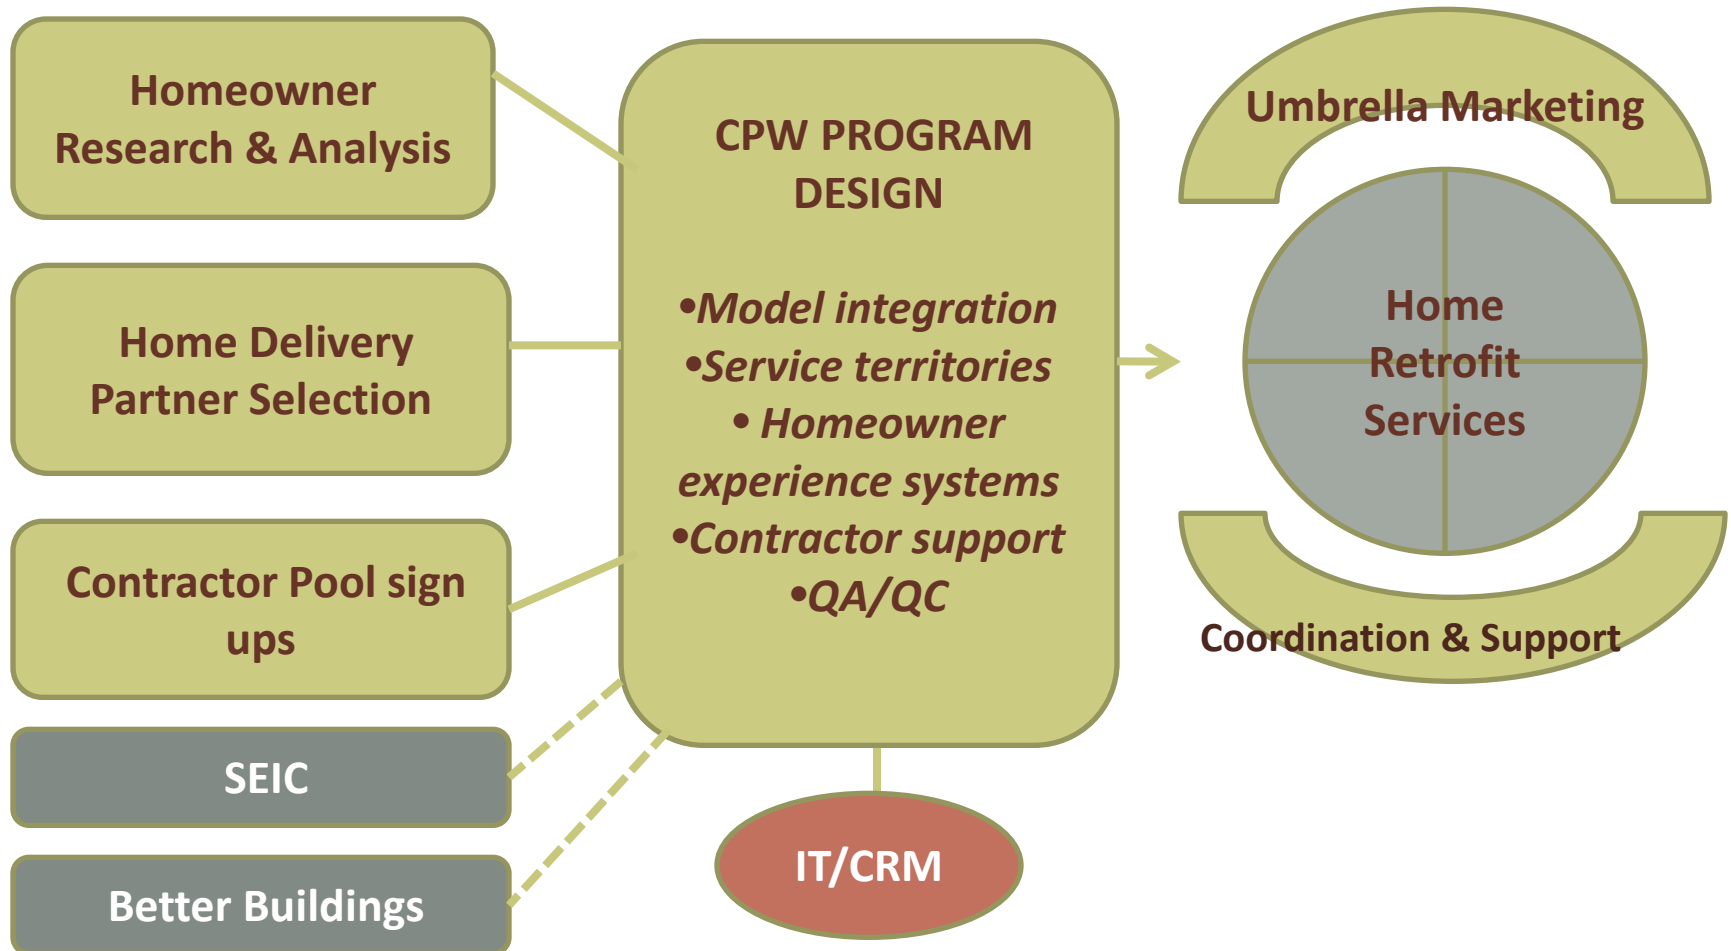 Homeowner
Research & Analysis
Home Delivery
Partner Selection
Contractor Pool sign
ups
SEIC
Better Buildings
CPW PROGRAM
DESIGN
•Model integration
•Service territories
• Homeowner
experience systems
•Contractor support
•QA/QC
IT/CRM
Umbrella Marketing
Home
Retrofit
Services
Coordination & Support